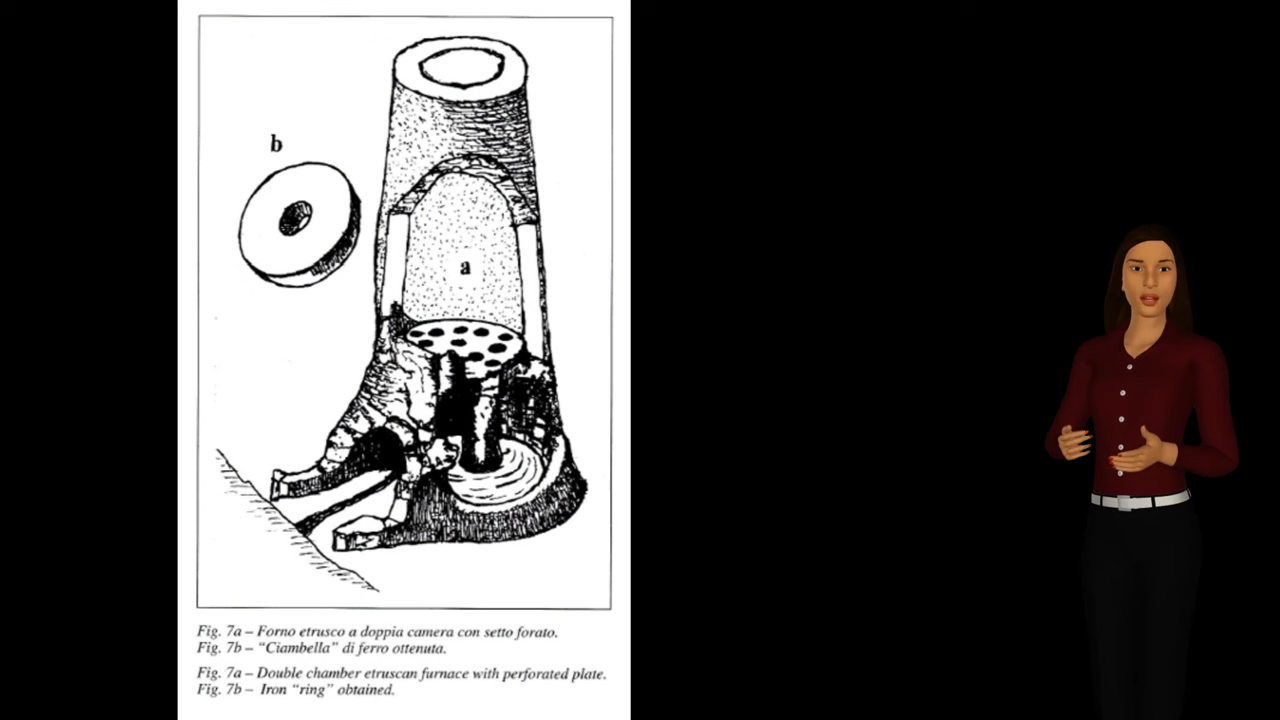 b
a
Fig. 7a – Forno etrusco a doppia camera con setto forato.
Fig. 7b – “Ciambella” di ferro ottenuta.
Fig. 7a – Double chamber etruscan furnace with perforated plate.
Fig. 7b – Iron “ring” obtained.